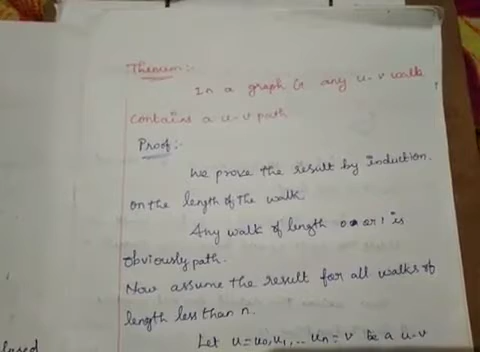 Theorem:-
In a graph G any u-v walk
contains a u-v path
Proof:-
We prove the result by induction.
on the length of the walk
Any walk of length 0 or 1 is
obviously path.
Now assume the result for all walks of
length less than n.
Let u=u0,u1,... un=v be a u-v